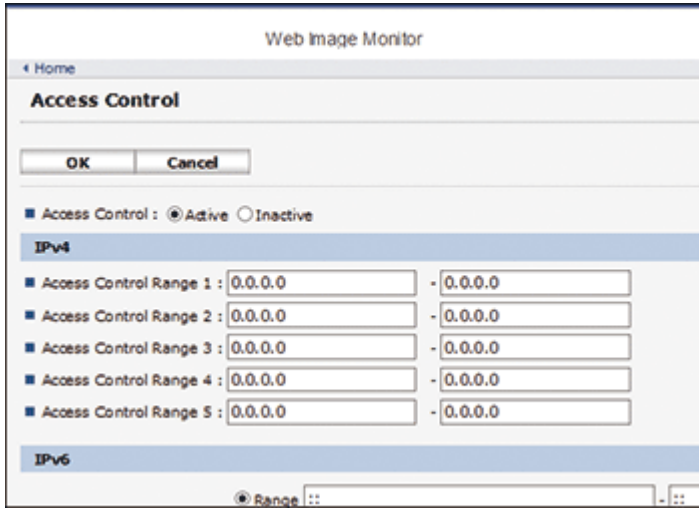 Web Image Monitor
Home
Access Control
OK Cancel
Access Control : Active Inactive
IPv4
Access Control Range 1 : 0.0.0.0 - 0.0.0.0
Access Control Range 2 : 0.0.0.0 - 0.0.0.0
Access Control Range 3 : 0.0.0.0 - 0.0.0.0
Access Control Range 4 : 0.0.0.0 - 0.0.0.0
Access Control Range 5 : 0.0.0.0 - 0.0.0.0
IPv6
Range :: - ::